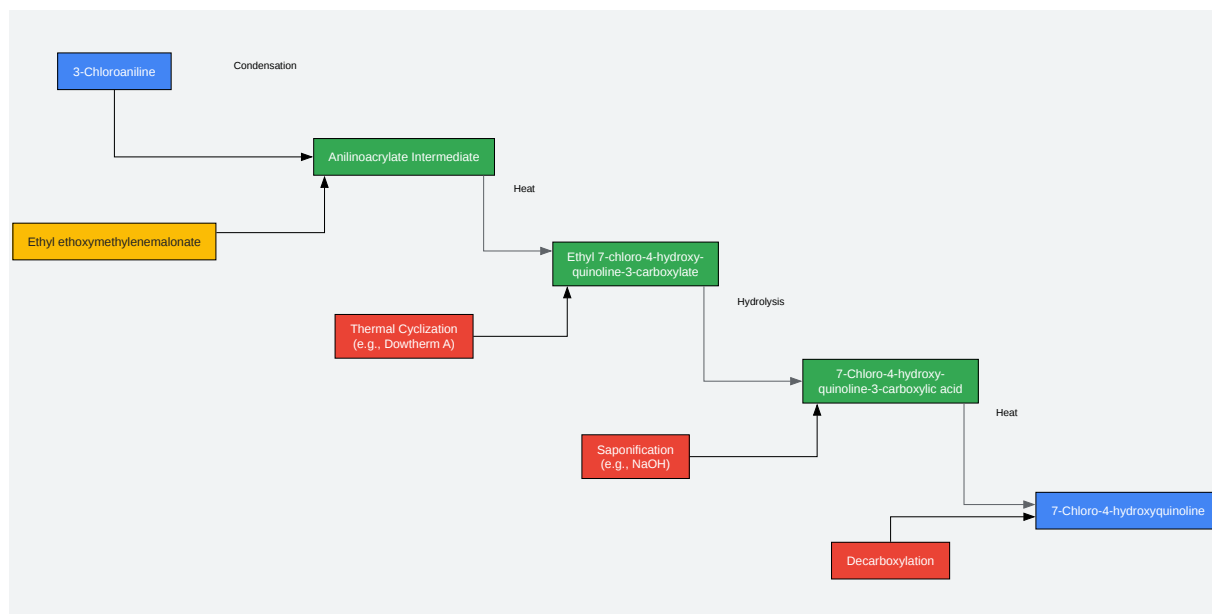 3-Chloroaniline
Condensation
Anilinoacrylate Intermediate
Heat
Ethyl ethoxymethylenemalonate
Ethyl 7-chloro-4-hydroxy-
quinoline-3-carboxylate
Hydrolysis
Thermal Cyclization
(e.g., Dowtherm A)
7-Chloro-4-hydroxy-
quinoline-3-carboxylic acid
Heat
Saponification
(e.g., NaOH)
7-Chloro-4-hydroxyquinoline
Decarboxylation